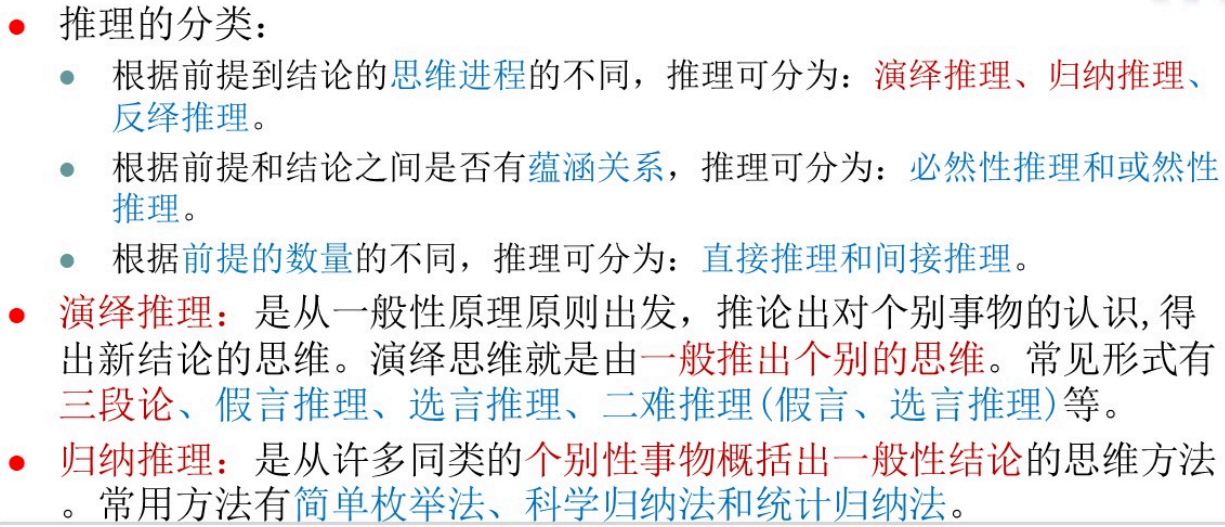 ● 推理的分类：
● 根据前提到结论的思维进程的不同，推理可分为：演绎推理、归纳推理、
反绎推理。
● 根据前提和结论之间是否有蕴涵关系，推理可分为：必然性推理和或然性
推理。
● 根据前提的数量的不同，推理可分为：直接推理和间接推理。
● 演绎推理：是从一般性原理原则出发，推论出对个别事物的认识,得
出新结论的思维。演绎思维就是由一般推出个别的思维。常见形式有
三段论、假言推理、选言推理、二难推理(假言、选言推理)等。
● 归纳推理：是从许多同类的个别性事物概括出一般性结论的思维方法
。常用方法有简单枚举法、科学归纳法和统计归纳法。